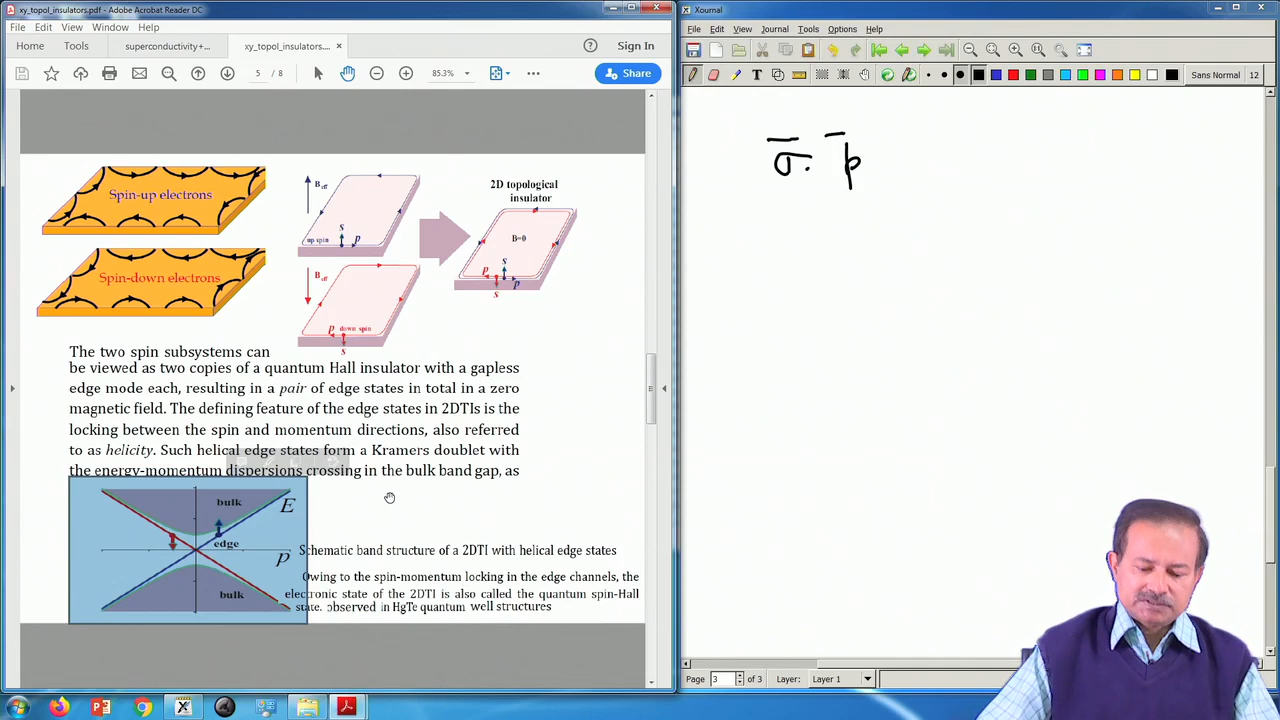 xy_topol_insulators.pdf - Adobe Acrobat Reader DC
File Edit View Window Help
Home Tools superconductivity+... xy_topol_insulators.... × ? Sign In
5 / 8 83.3% Share
Spin-up electrons
Spin-down electrons
B eff
up spin
s
p
B eff
p down spin
s
2D topological
insulator
B=0
s
p
p
s
The two spin subsystems can
be viewed as two copies of a quantum Hall insulator with a gapless
edge mode each, resulting in a pair of edge states in total in a zero
magnetic field. The defining feature of the edge states in 2DTIs is the
locking between the spin and momentum directions, also referred
to as helicity. Such helical edge states form a Kramers doublet with
the energy-momentum dispersions crossing in the bulk band gap, as
bulk
E
edge
p
bulk
Schematic band structure of a 2DTI with helical edge states
Owing to the spin-momentum locking in the edge channels, the
electronic state of the 2DTI is also called the quantum spin-Hall
state. observed in HgTe quantum well structures
Xournal
File Edit View Journal Tools Options Help
Sans Normal 12
σ̅ · p̅
Page 3 of 3 Layer: Layer 1